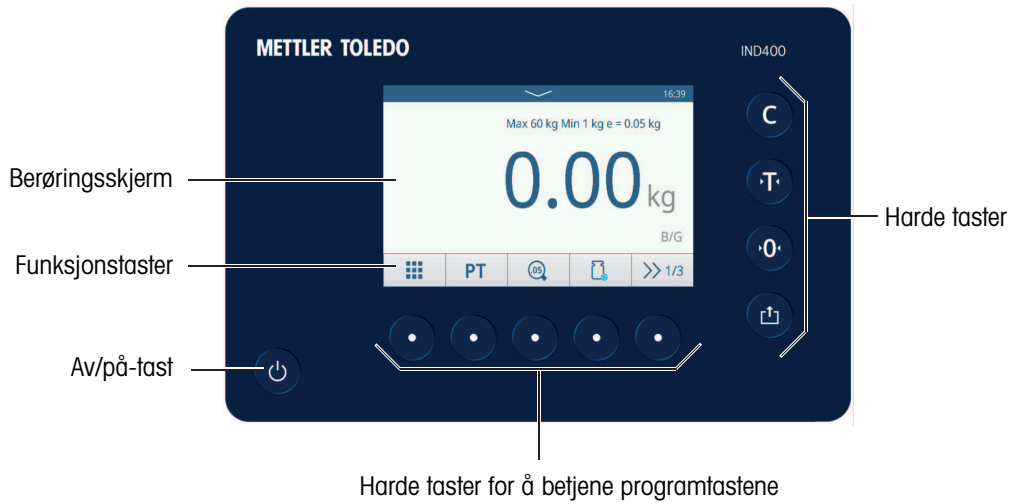 METTLER TOLEDO
IND400
16:39
Max 60 kg Min 1 kg e = 0.05 kg
0.00 kg
B/G
PT
.05
1/3
C
T
0
Berøringsskjerm
Funksjonstaster
Av/på-tast
Harde taster
Harde taster for å betjene programtastene